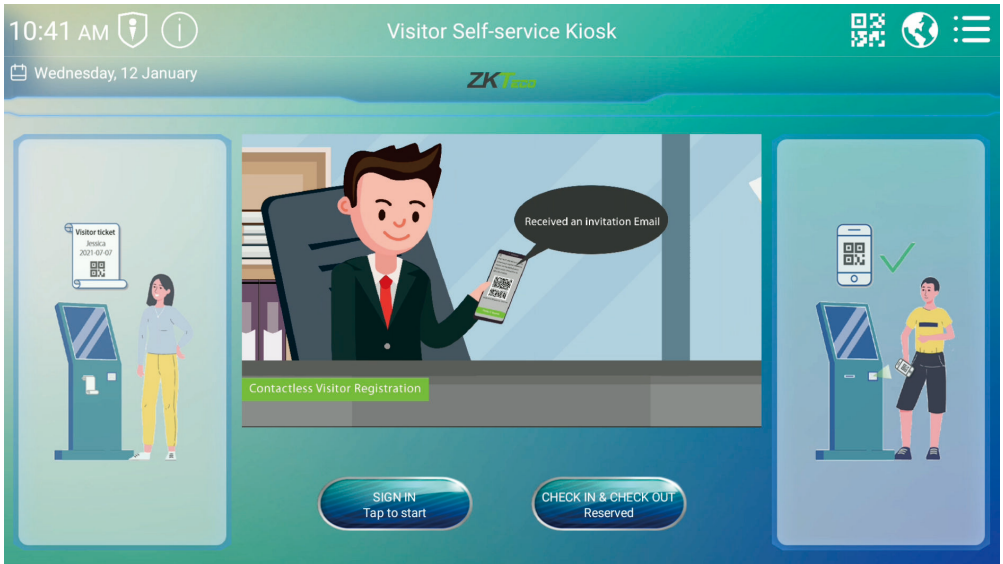 10:41 AM
Visitor Self-service Kiosk
Wednesday, 12 January
ZKTeco
Visitor ticket
Jessica
2021-07-07
Received an invitation Email
Contactless Visitor Registration
SIGN IN
Tap to start
CHECK IN & CHECK OUT
Reserved